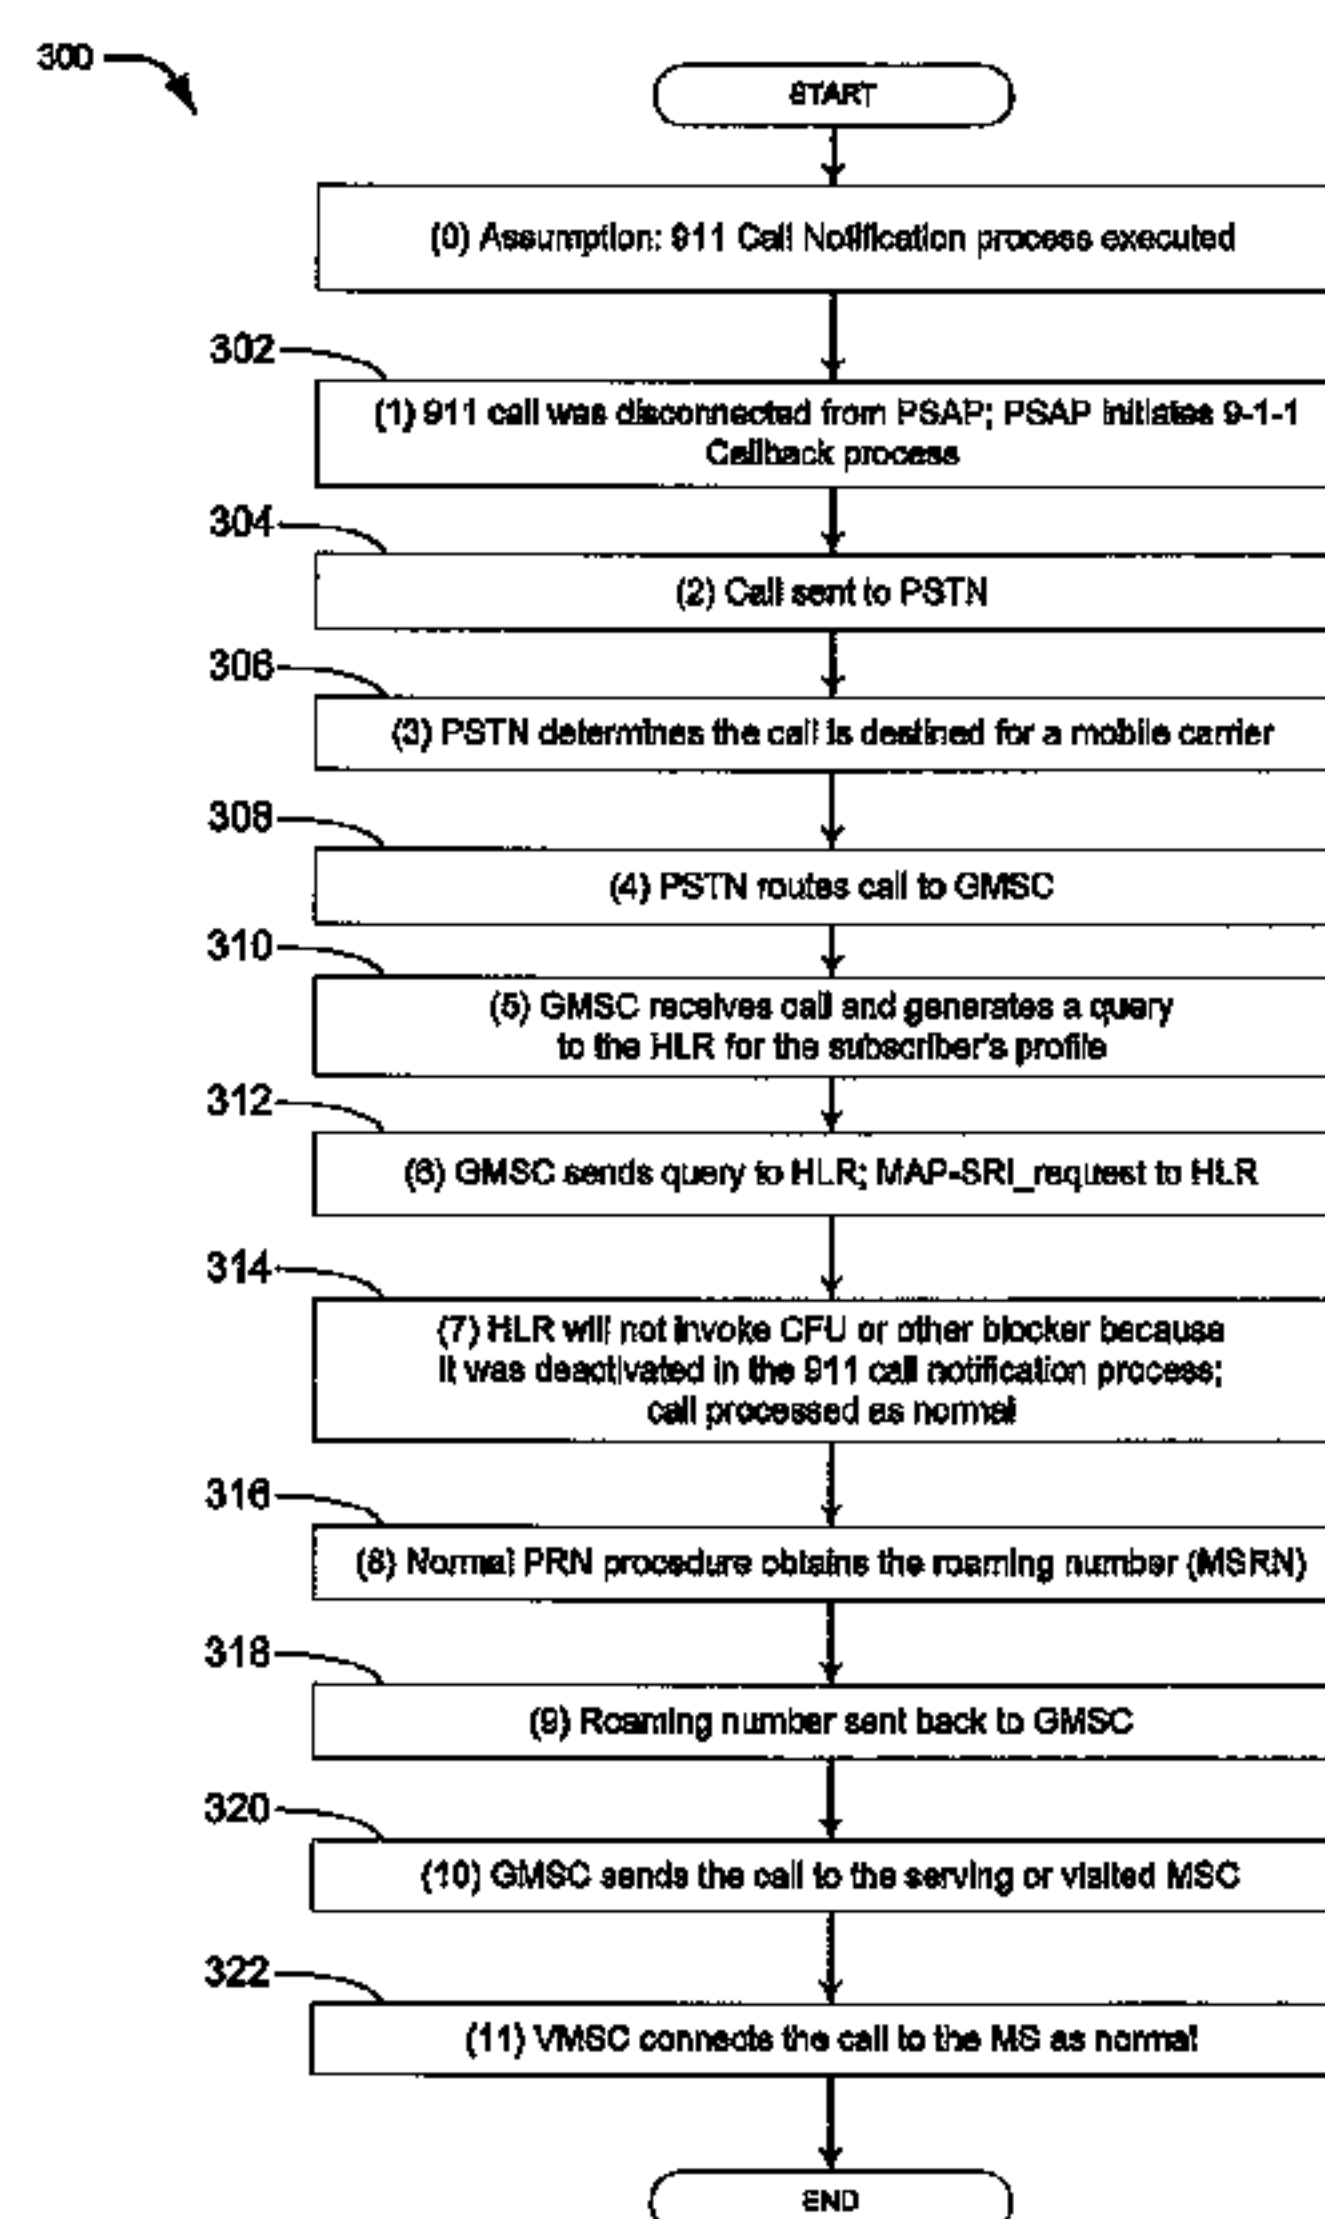 300
START
(0) Assumption: 911 Call Notification process executed
302
(1) 911 call was disconnected from PSAP; PSAP initiates 9-1-1
Callback process
304
(2) Call sent to PSTN
306
(3) PSTN determines the call is destined for a mobile carrier
308
(4) PSTN routes call to GMSC
310
(5) GMSC receives call and generates a query
to the HLR for the subscriber's profile
312
(6) GMSC sends query to HLR; MAP-SRI_request to HLR
314
(7) HLR will not invoke CFU or other blocker because
it was deactivated in the 911 call notification process;
call processed as normal
316
(8) Normal PRN procedure obtains the roaming number (MSRN)
318
(9) Roaming number sent back to GMSC
320
(10) GMSC sends the call to the serving or visited MSC
322
(11) VMSC connects the call to the MS as normal
END